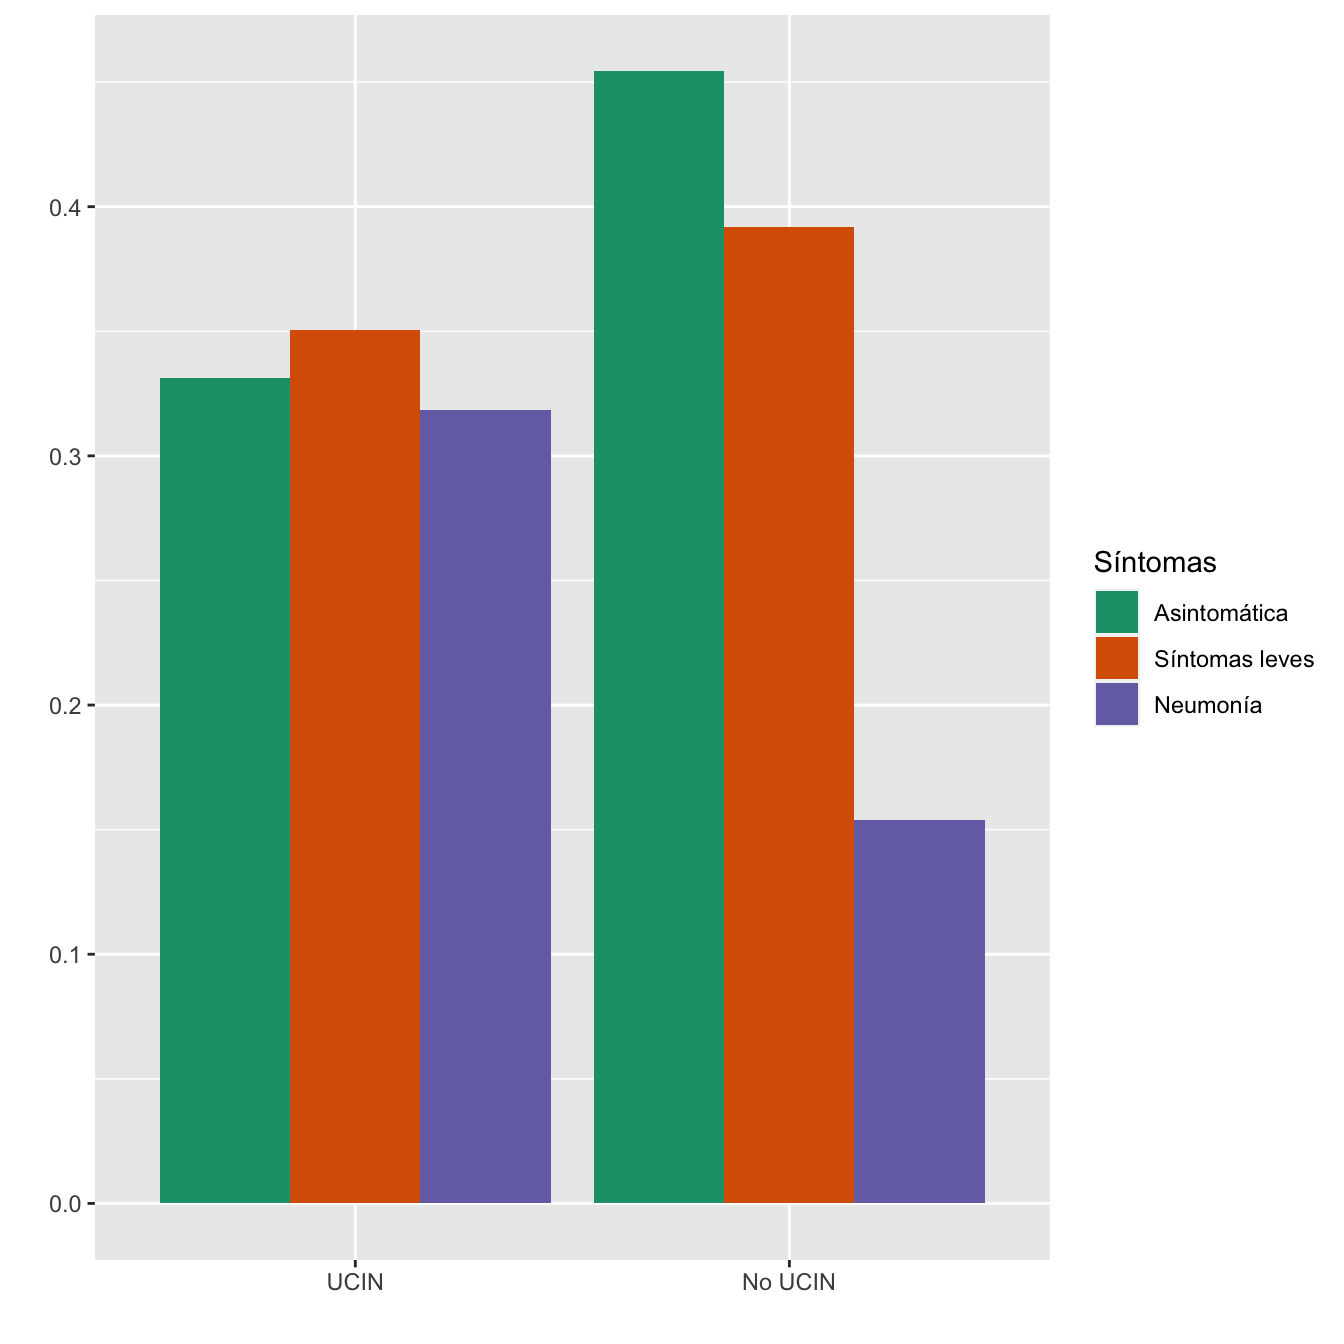 0.4
0.3
0.2
0.1
0.0
UCIN
No UCIN
Síntomas
Asintomática
Síntomas leves
Neumonía